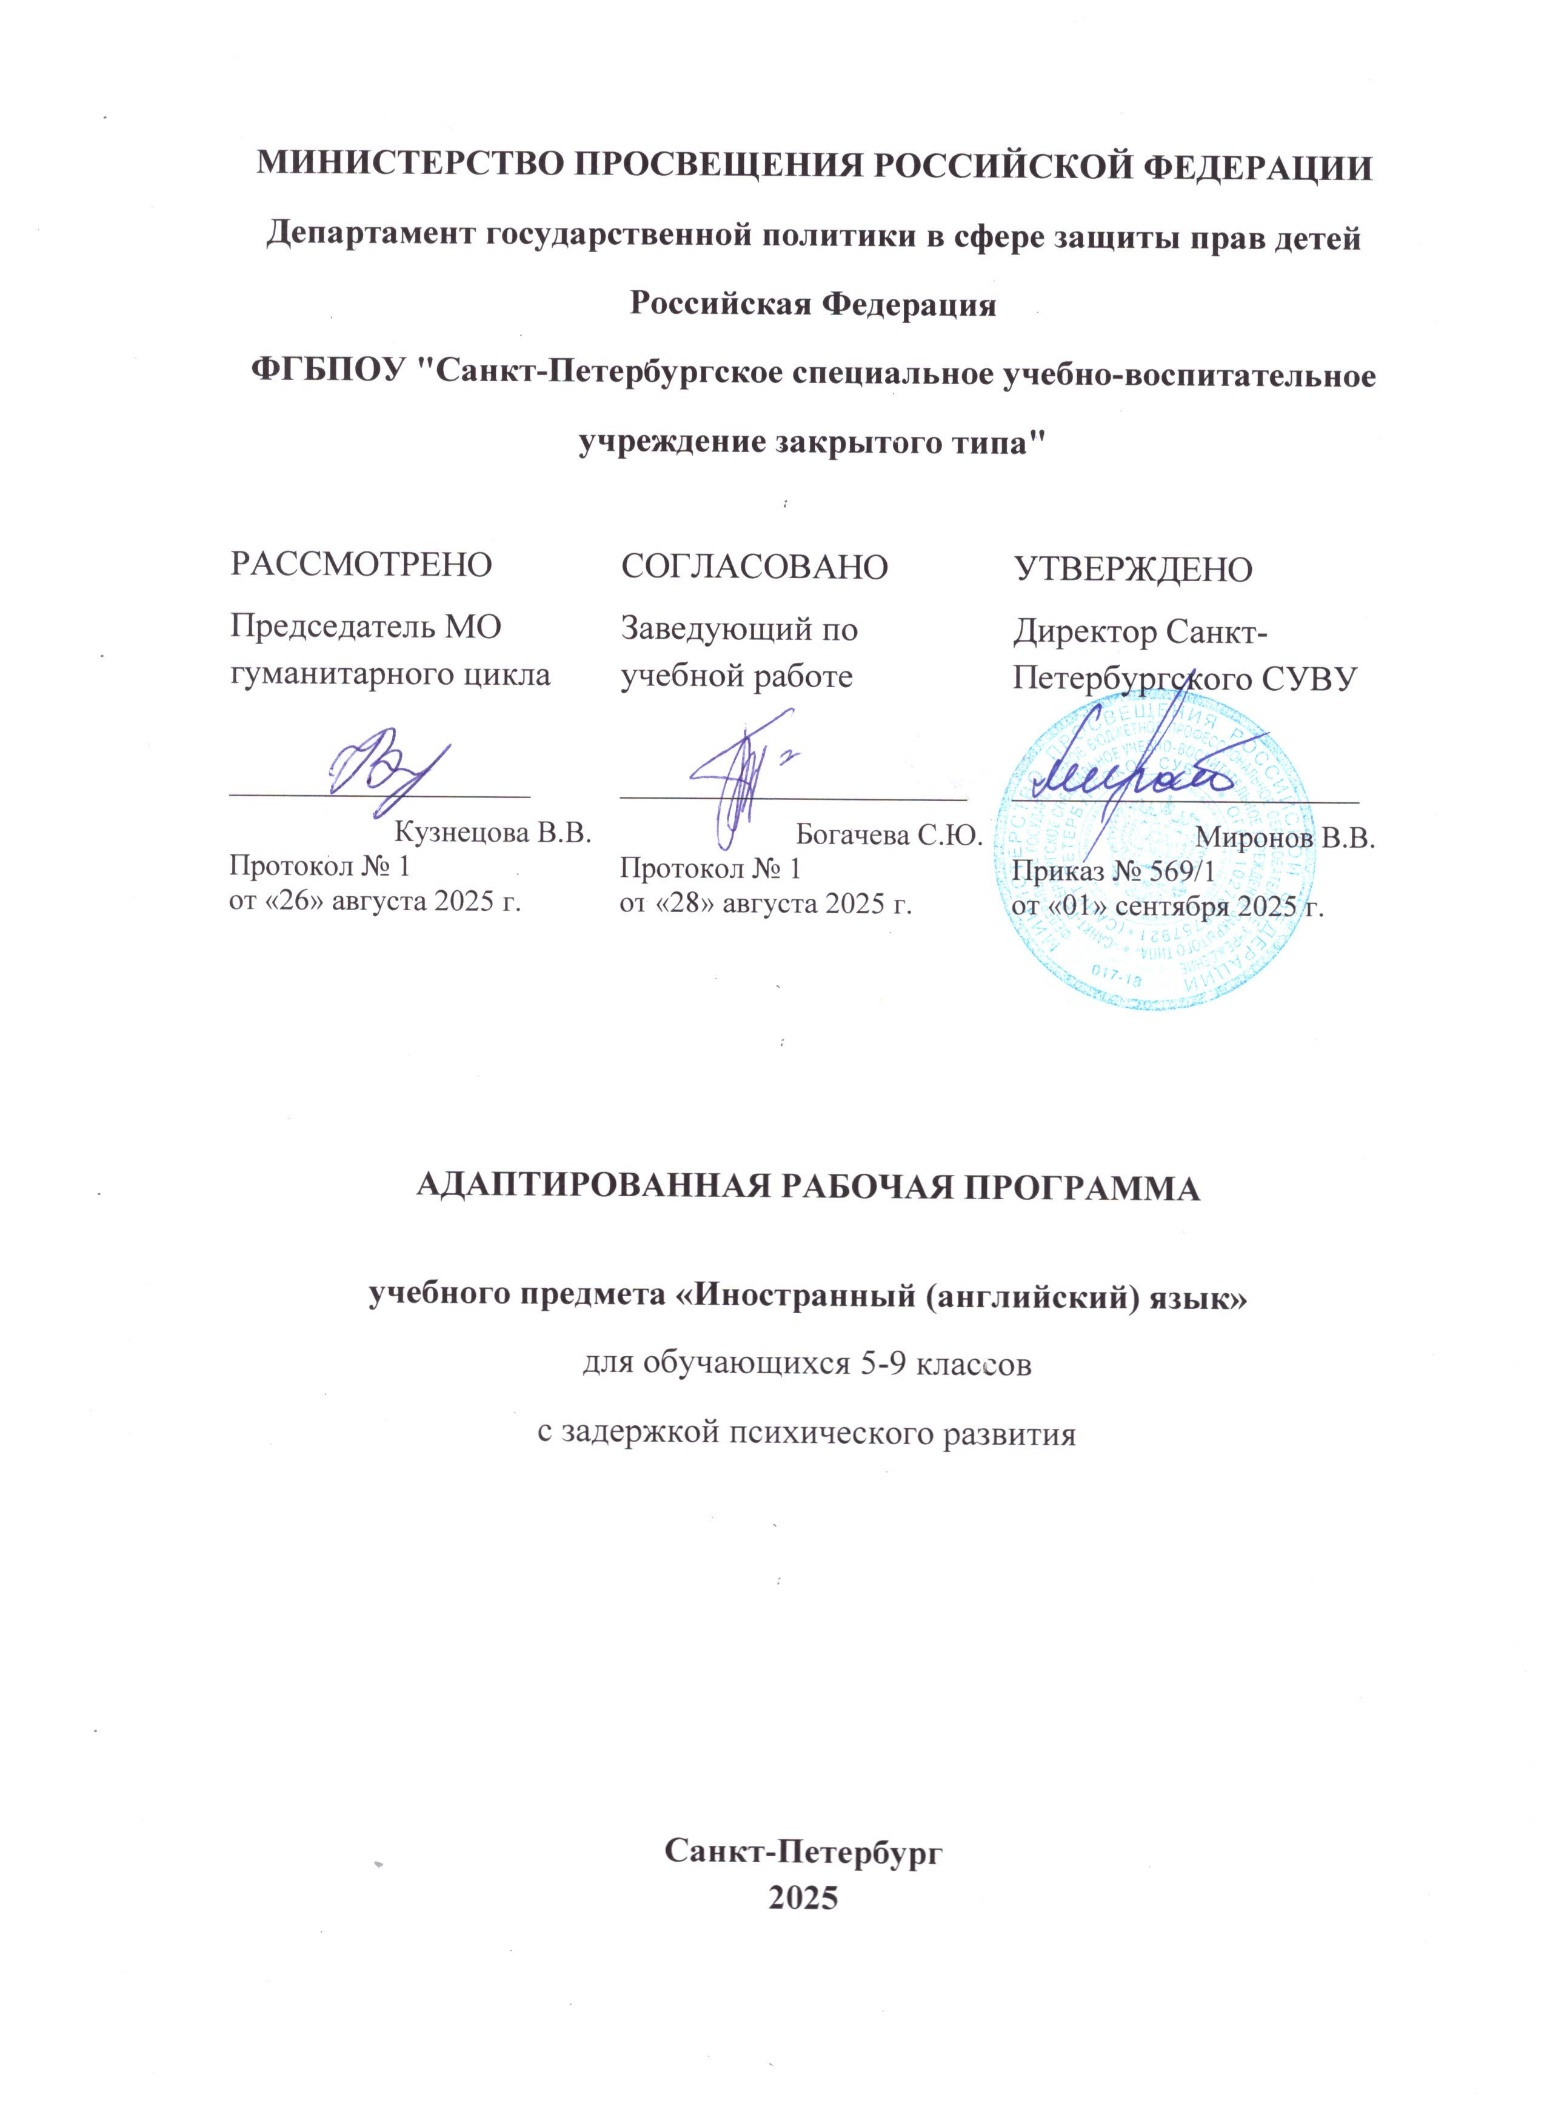 МИНИСТЕРСТВО ПРОСВЕЩЕНИЯ РОССИЙСКОЙ ФЕДЕРАЦИИ
Департамент государственной политики в сфере защиты прав детей
Российская Федерация
ФГБПОУ "Санкт-Петербургское специальное учебно-воспитательное
учреждение закрытого типа"
РАССМОТРЕНО
Председатель МО
гуманитарного цикла
Кузнецова В.В.
Протокол № 1
от «26» августа 2025 г.
СОГЛАСОВАНО
Заведующий по
учебной работе
Богачева С.Ю.
Протокол № 1
от «28» августа 2025 г.
УТВЕРЖДЕНО
Директор Санкт-
Петербургского СУВУ
Миронов В.В.
Приказ № 569/1
от «01» сентября 2025 г.
017-18
АДАПТИРОВАННАЯ РАБОЧАЯ ПРОГРАММА
учебного предмета «Иностранный (английский) язык»
для обучающихся 5-9 классов
с задержкой психического развития
Санкт-Петербург
2025